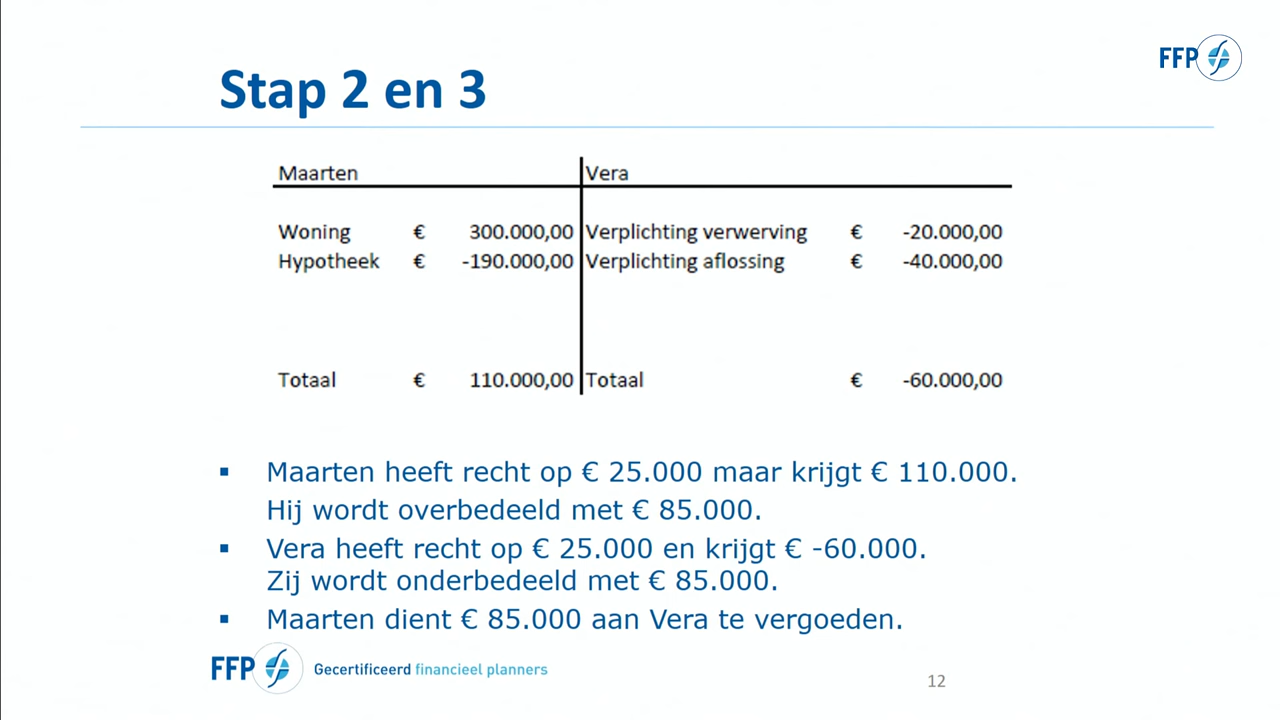 FFP
Stap 2 en 3
Maarten Vera
Woning € 300.000,00 Verplichting verwerving € -20.000,00
Hypotheek € -190.000,00 Verplichting aflossing € -40.000,00
Totaal € 110.000,00 Totaal € -60.000,00
▪ Maarten heeft recht op € 25.000 maar krijgt € 110.000.
Hij wordt overbedeeld met € 85.000.
▪ Vera heeft recht op € 25.000 en krijgt € -60.000.
Zij wordt onderbedeeld met € 85.000.
▪ Maarten dient € 85.000 aan Vera te vergoeden.
FFP Gecertificeerd financieel planners
12